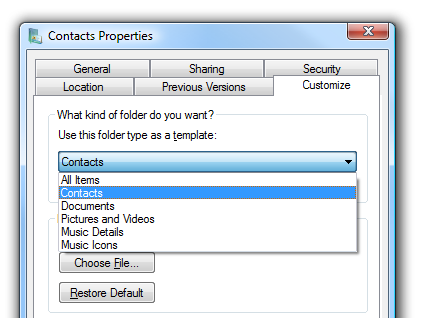 Contacts Properties
General Sharing Security
Location Previous Versions Customize
What kind of folder do you want?
Use this folder type as a template:
Contacts
All Items
Contacts
Documents
Pictures and Videos
Music Details
Music Icons
Choose File...
Restore Default